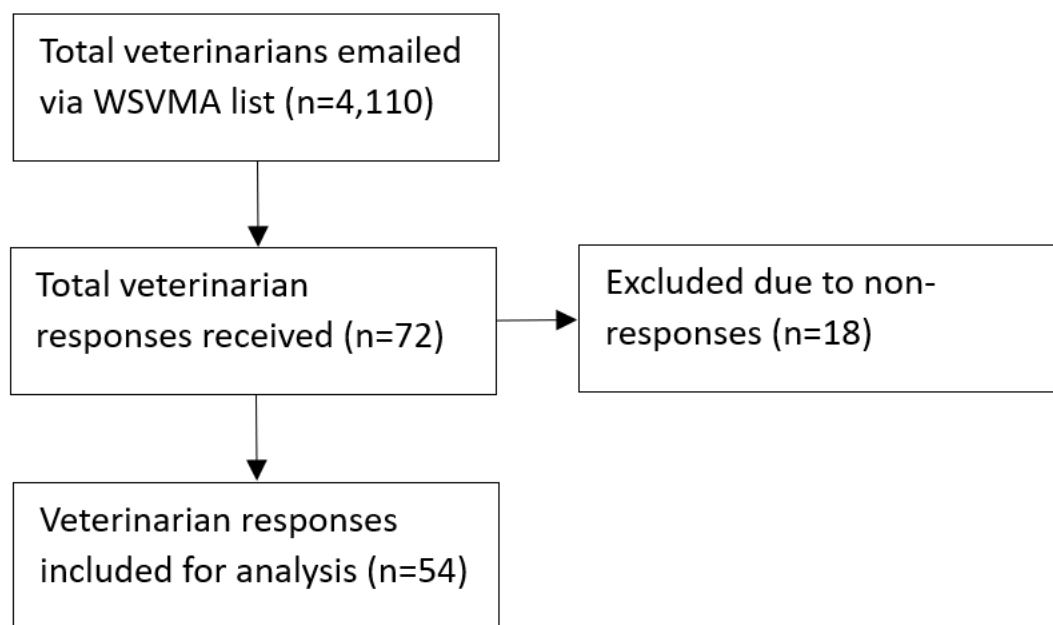 Total veterinarians emailed
via WSVMA list (n=4,110)
Total veterinarian
responses received (n=72)
Excluded due to non-
responses (n=18)
Veterinarian responses
included for analysis (n=54)